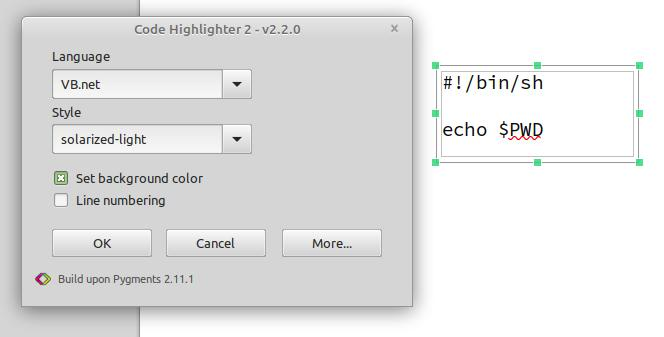 Code Highlighter 2 - v2.2.0
Language
VB.net
Style
solarized-light
Set background color
Line numbering
OK Cancel More...
Build upon Pygments 2.11.1
#!/bin/sh
echo $PWD